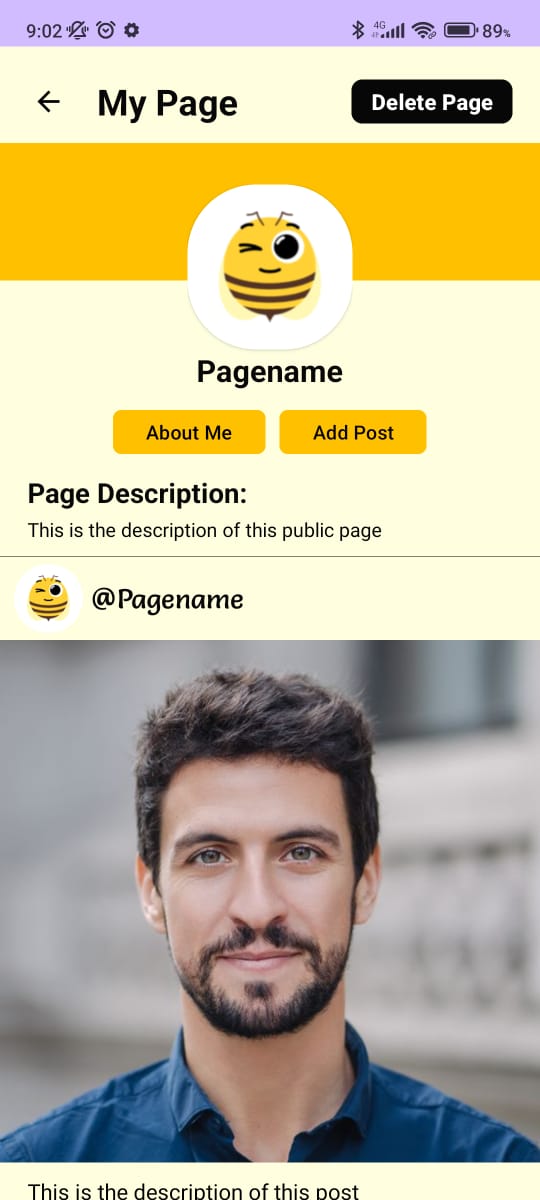 9:02 4G 89%
My Page Delete Page
Pagename
About Me Add Post
Page Description:
This is the description of this public page
@Pagename
This is the description of this post